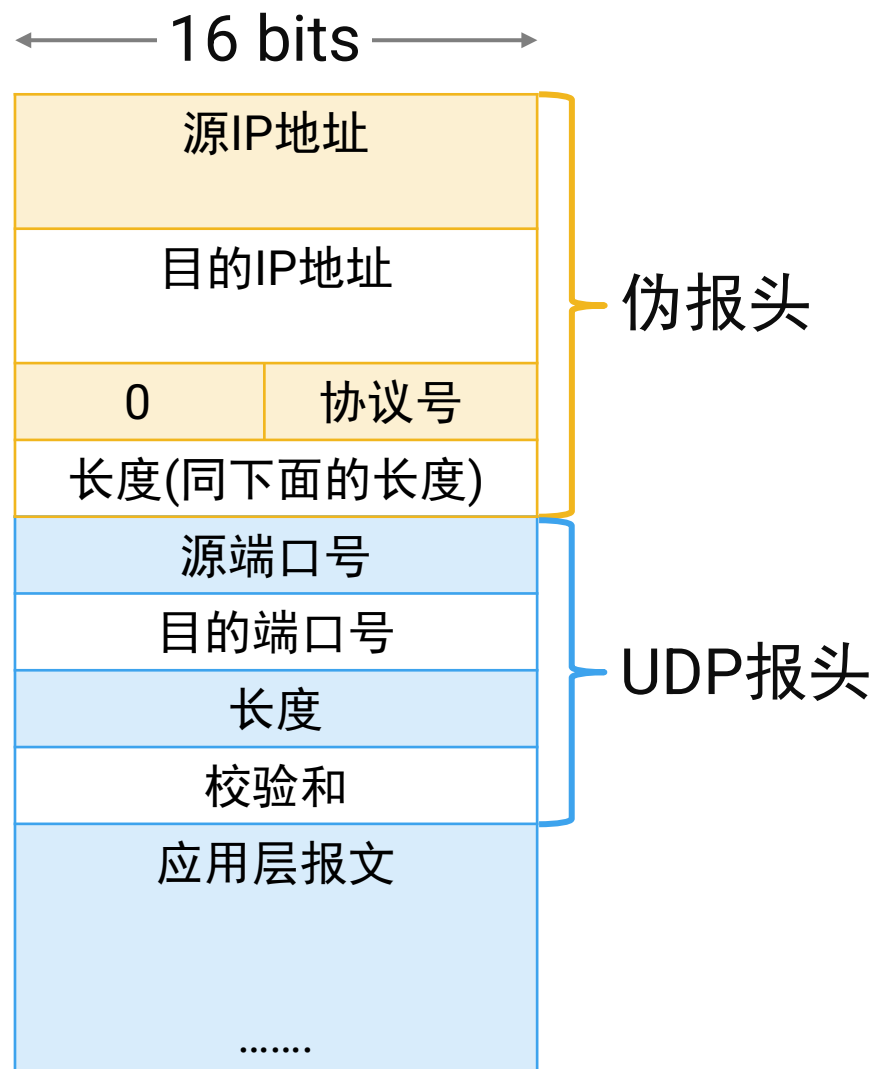 16 bits
源IP地址
目的IP地址
伪报头
0 协议号
长度(同下面的长度)
源端口号
目的端口号
UDP报头
长度
校验和
应用层报文
.......